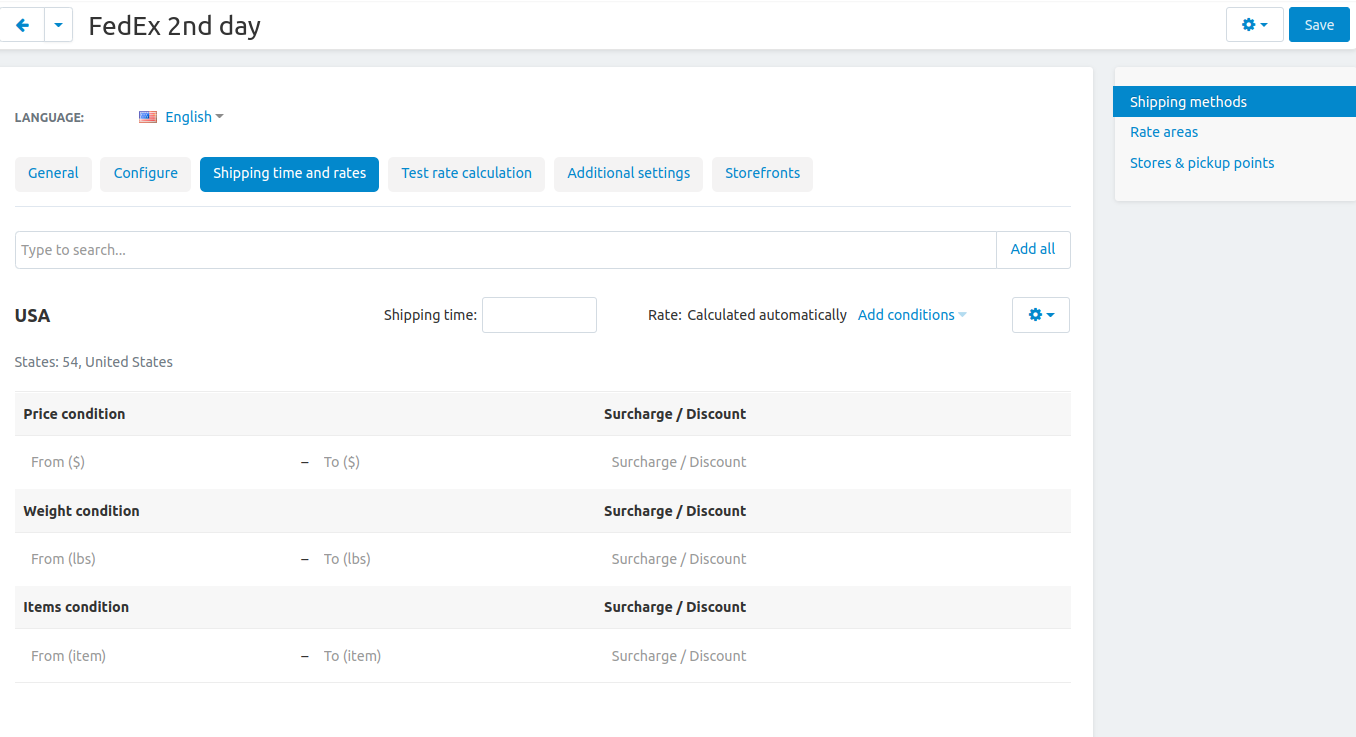 FedEx 2nd day
Save
LANGUAGE: English
General Configure Shipping time and rates Test rate calculation Additional settings Storefronts
Type to search... Add all
USA Shipping time: Rate: Calculated automatically Add conditions
States: 54, United States
Price condition Surcharge / Discount
From ($) – To ($) Surcharge / Discount
Weight condition Surcharge / Discount
From (lbs) – To (lbs) Surcharge / Discount
Items condition Surcharge / Discount
From (item) – To (item) Surcharge / Discount
Shipping methods
Rate areas
Stores & pickup points